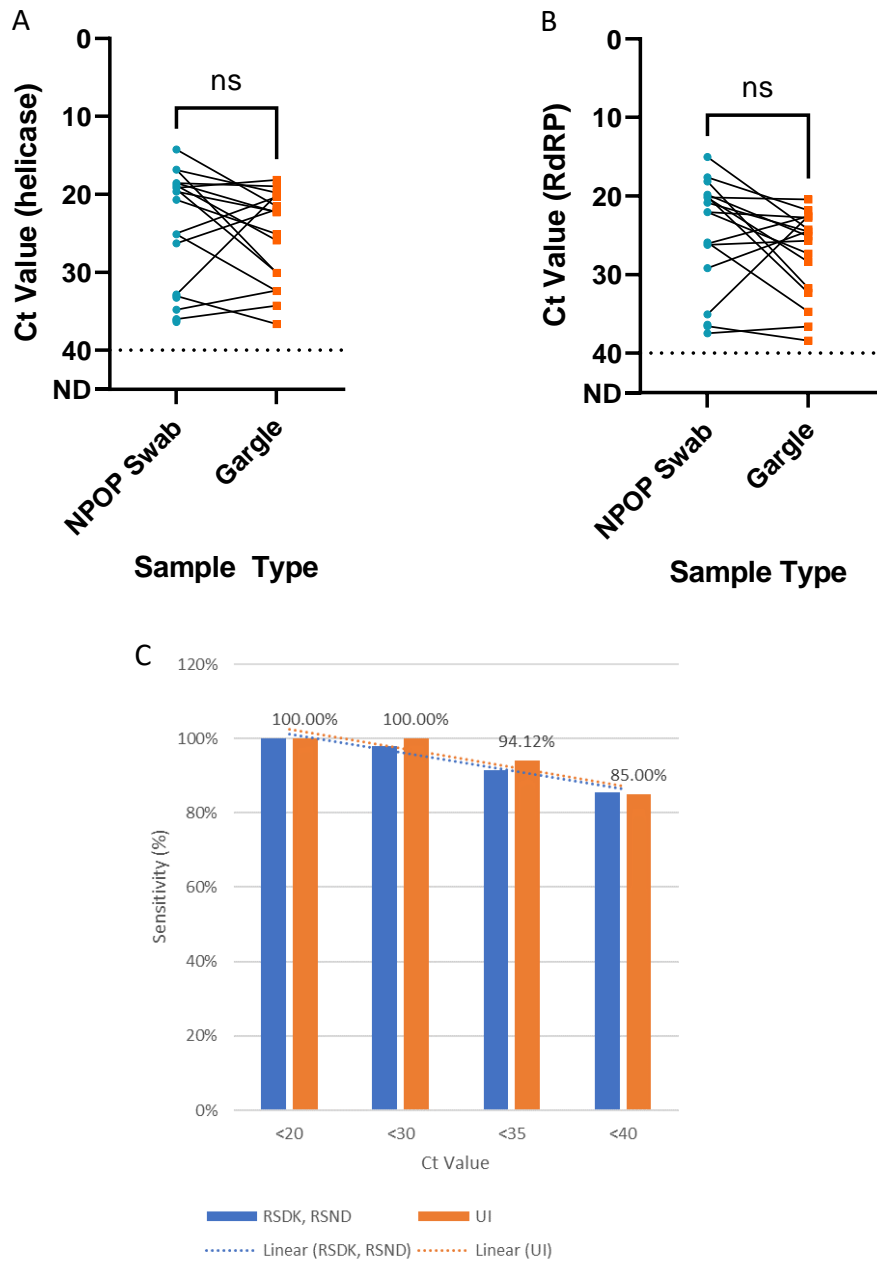 A
0
10
20
30
40
ND
Ct Value (helicase)
ns
NPOP Swab
Gargle
Sample Type
B
0
10
20
30
40
ND
Ct Value (RdRP)
ns
NPOP Swab
Gargle
Sample Type
C
120%
100%
80%
60%
40%
20%
0%
Sensitivity (%)
100.00%
100.00%
94.12%
85.00%
<20
<30
<35
<40
Ct Value
RSDK, RSND
UI
Linear (RSDK, RSND)
Linear (UI)